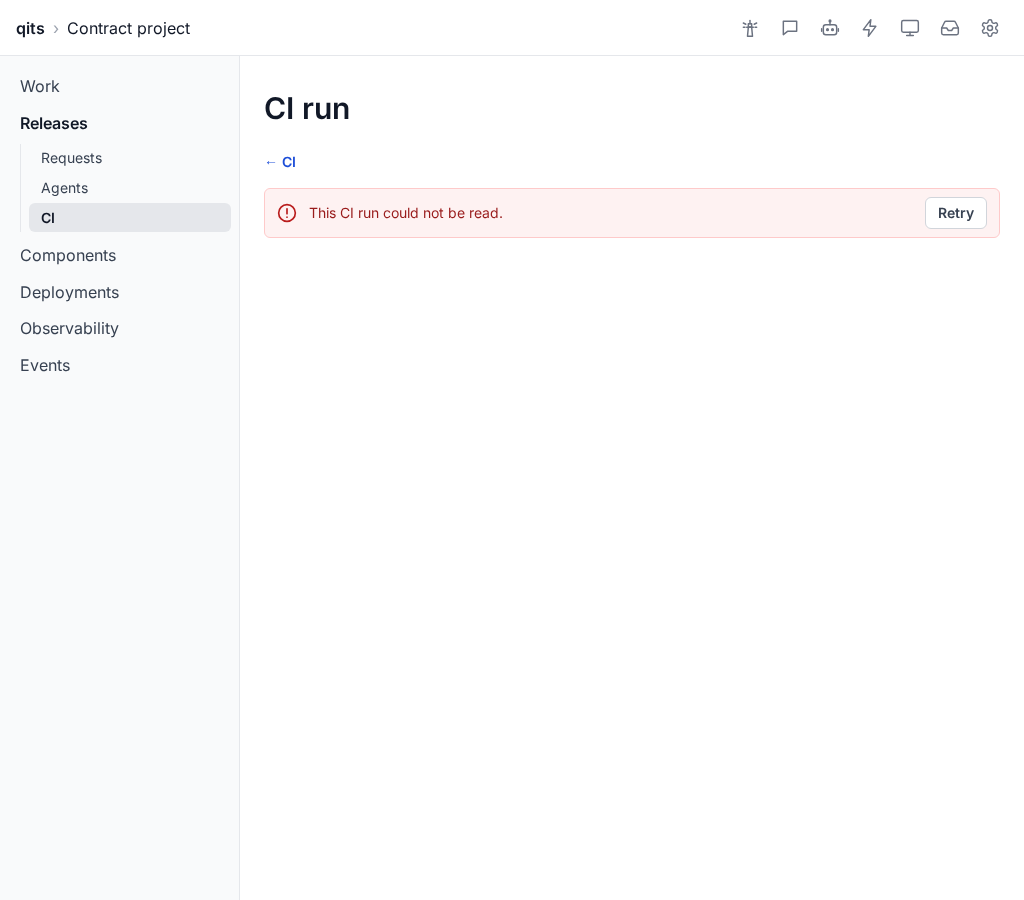 qits › Contract project
Work
Releases
Requests
Agents
CI
Components
Deployments
Observability
Events
CI run
← CI
This CI run could not be read.
Retry